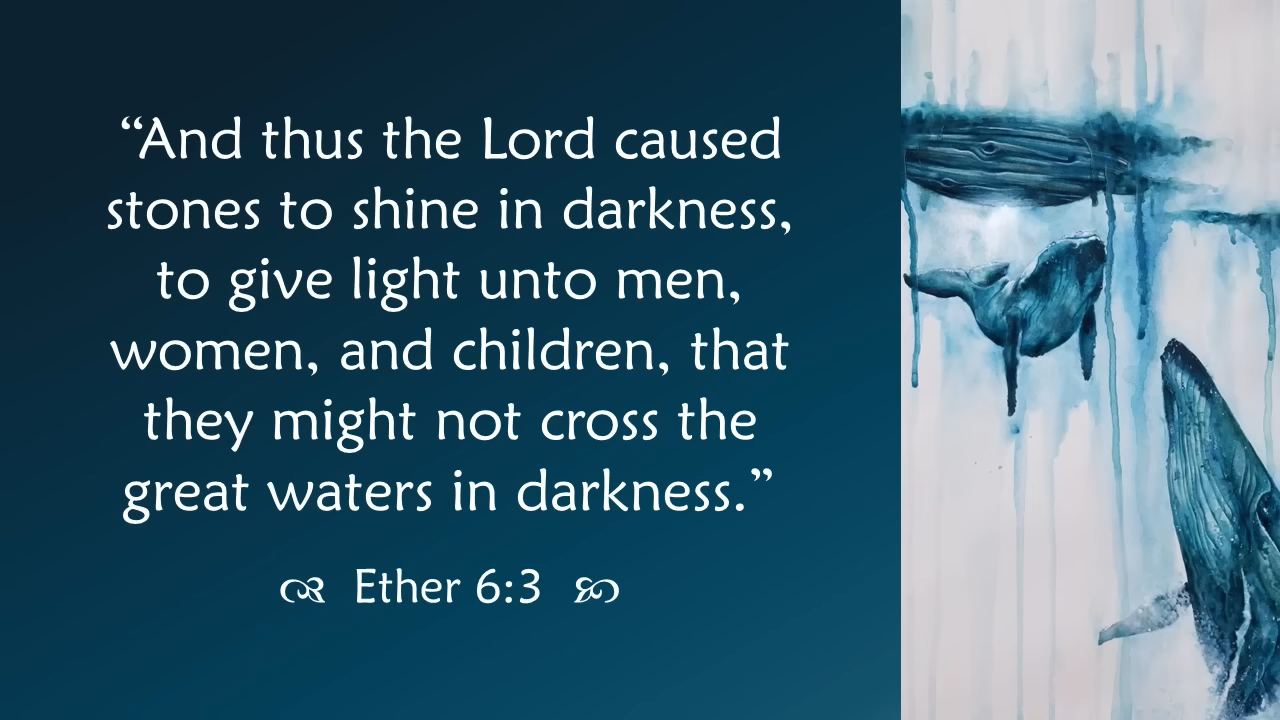 “And thus the Lord caused
stones to shine in darkness,
to give light unto men,
women, and children, that
they might not cross the
great waters in darkness.”
Ether 6:3